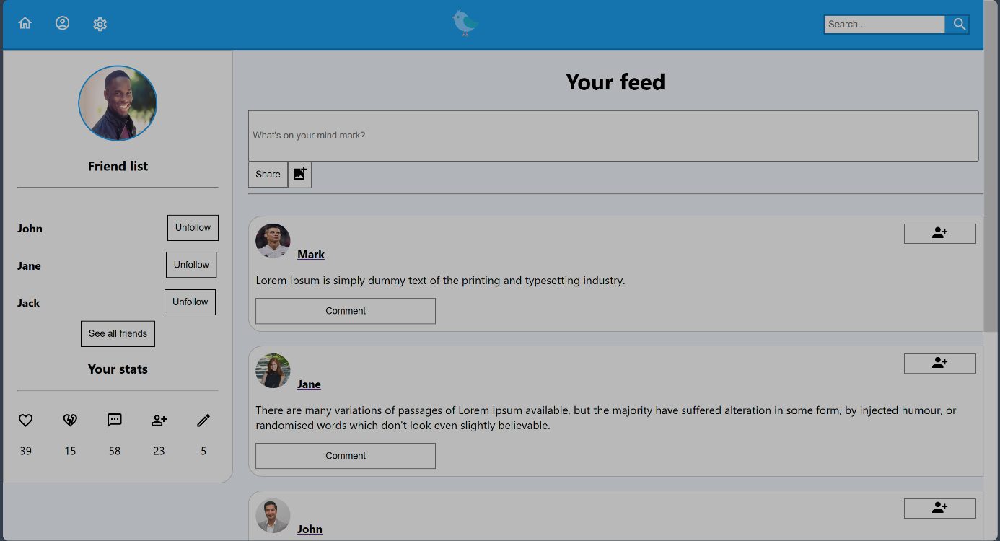 Search...
Your feed
What's on your mind mark?
Share
Friend list
John
Unfollow
Jane
Unfollow
Jack
Unfollow
See all friends
Your stats
39 15 58 23 5
Mark
Lorem Ipsum is simply dummy text of the printing and typesetting industry.
Comment
Jane
There are many variations of passages of Lorem Ipsum available, but the majority have suffered alteration in some form, by injected humour, or
randomised words which don't look even slightly believable.
Comment
John